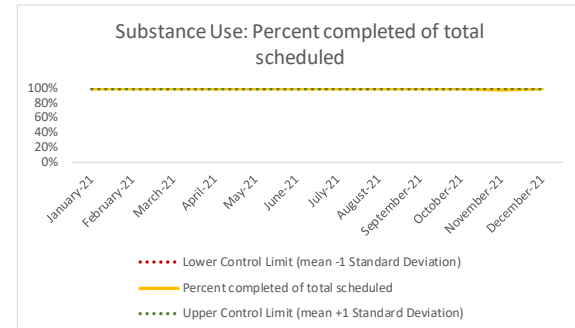 Substance Use: Percent completed of total
scheduled
100%
80%
60%
40%
20%
0%
January-21
February-21
March-21
April-21
May-21
June-21
July-21
August-21
September-21
October-21
November-21
December-21
Lower Control Limit (mean -1 Standard Deviation)
Percent completed of total scheduled
Upper Control Limit (mean +1 Standard Deviation)